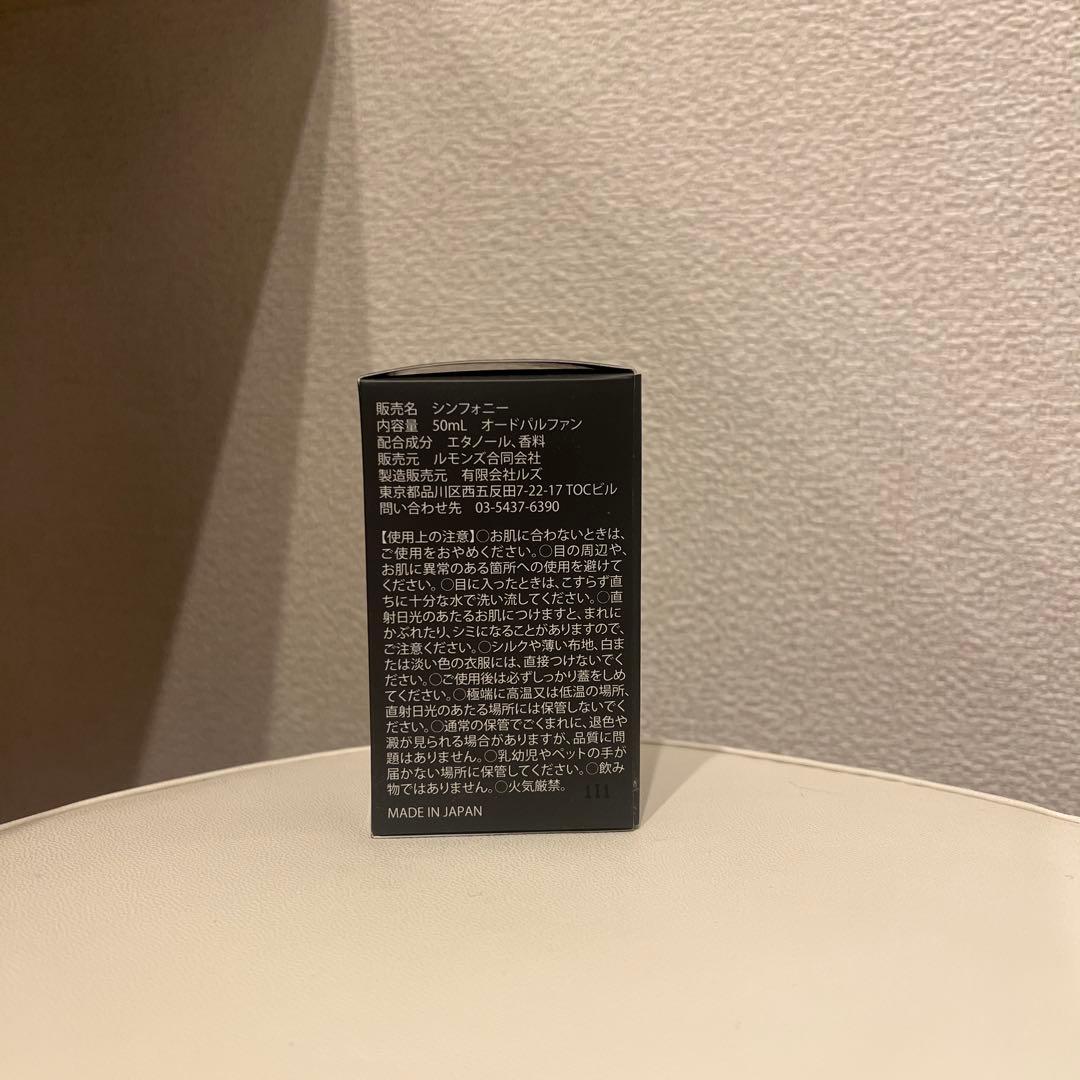 販売名 シンフォニー
内容量 50mL オードパルファン
配合成分 エタノール、香料
販売元 ルモンズ合同会社
製造販売元 有限会社ルズ
東京都品川区西五反田7-22-17 TOCビル
問い合わせ先 03-5437-6390
【使用上の注意】○お肌に合わないときは、
ご使用をおやめください。○目の周辺や、
お肌に異常のある箇所への使用を避けて
ください。○目に入ったときは、こすらず直
ちに十分な水で洗い流してください。○直
射日光のあたるお肌につけますと、まれに
かぶれたり、シミになることがありますので、
ご注意ください。○シルクや薄い布地、白ま
たは淡い色の衣服には、直接つけないでく
ださい。○ご使用後は必ずしっかり蓋をしめ
てください。○極端に高温又は低温の場所、
直射日光のあたる場所には保管しないでく
ださい。○通常の保管でごくまれに、退色や
澱が見られる場合がありますが、品質に問
題はありません。○乳幼児やペットの手が
届かない場所に保管してください。○飲み
物ではありません。○火気厳禁。 1I1
MADE IN JAPAN